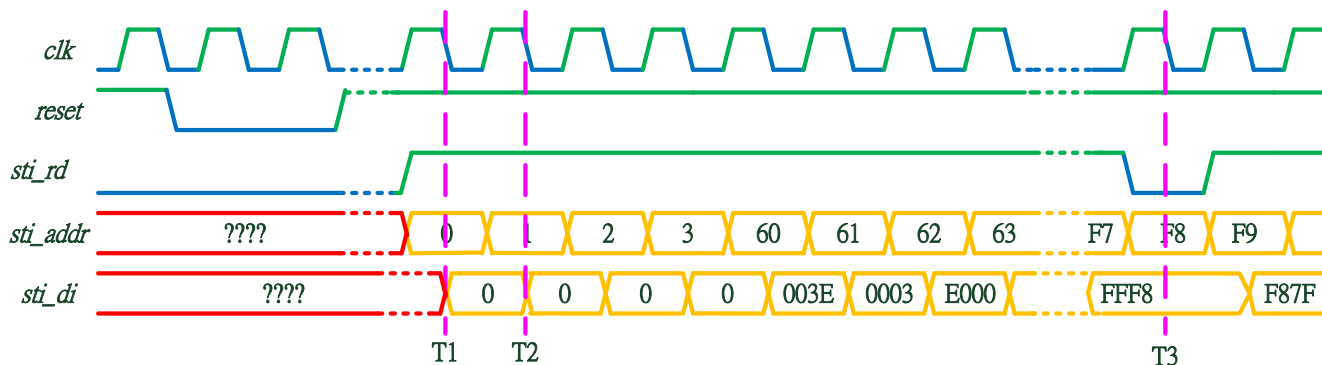 clk
reset
sti_rd
sti_addr ???? 0 1 2 3 60 61 62 63 F7 F8 F9
sti_di ???? 0 0 0 0 003E 0003 E000 FFF8 F87F
T1 T2 T3